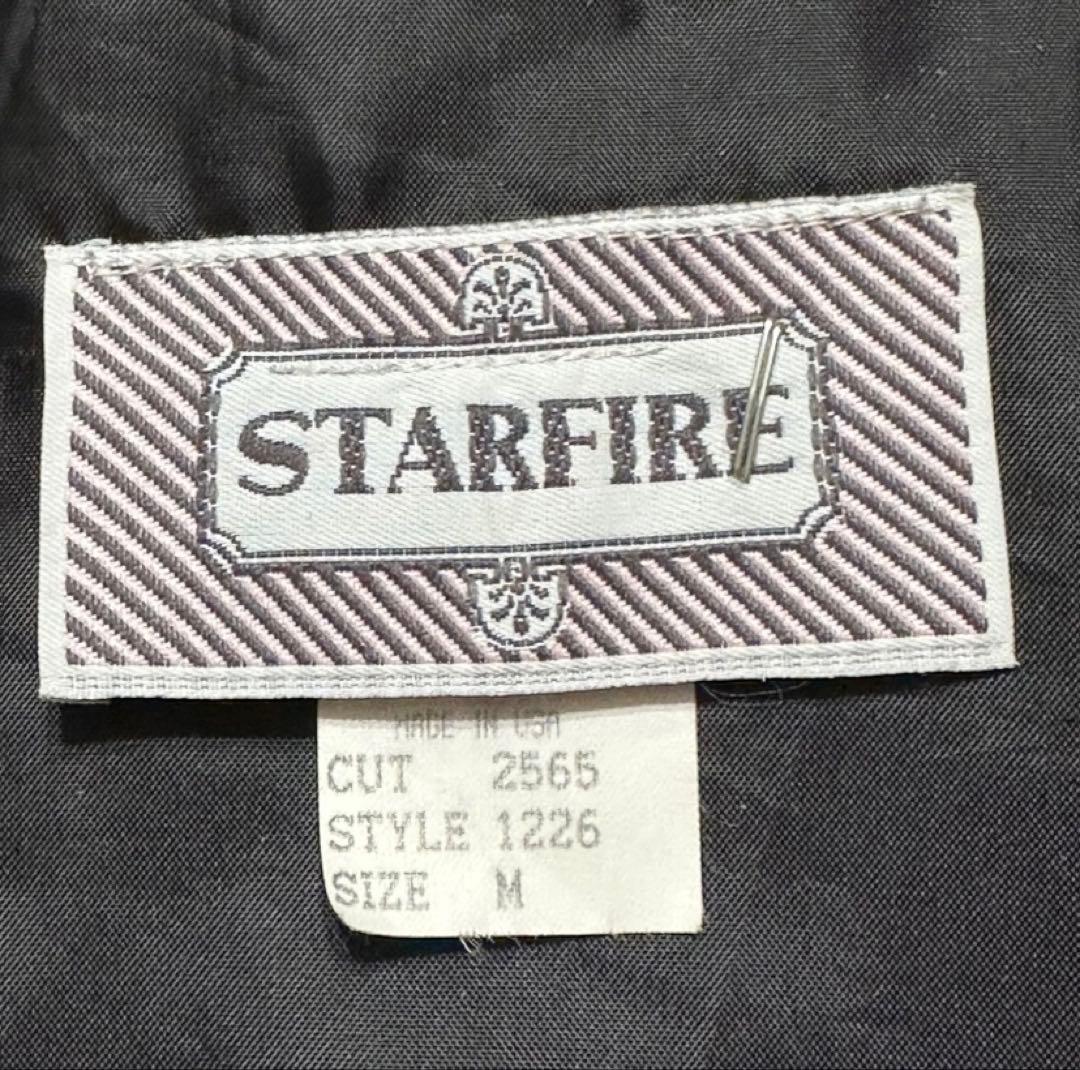 STARFIRE
MADE IN USA
CUT 2565
STYLE 1226
SIZE M